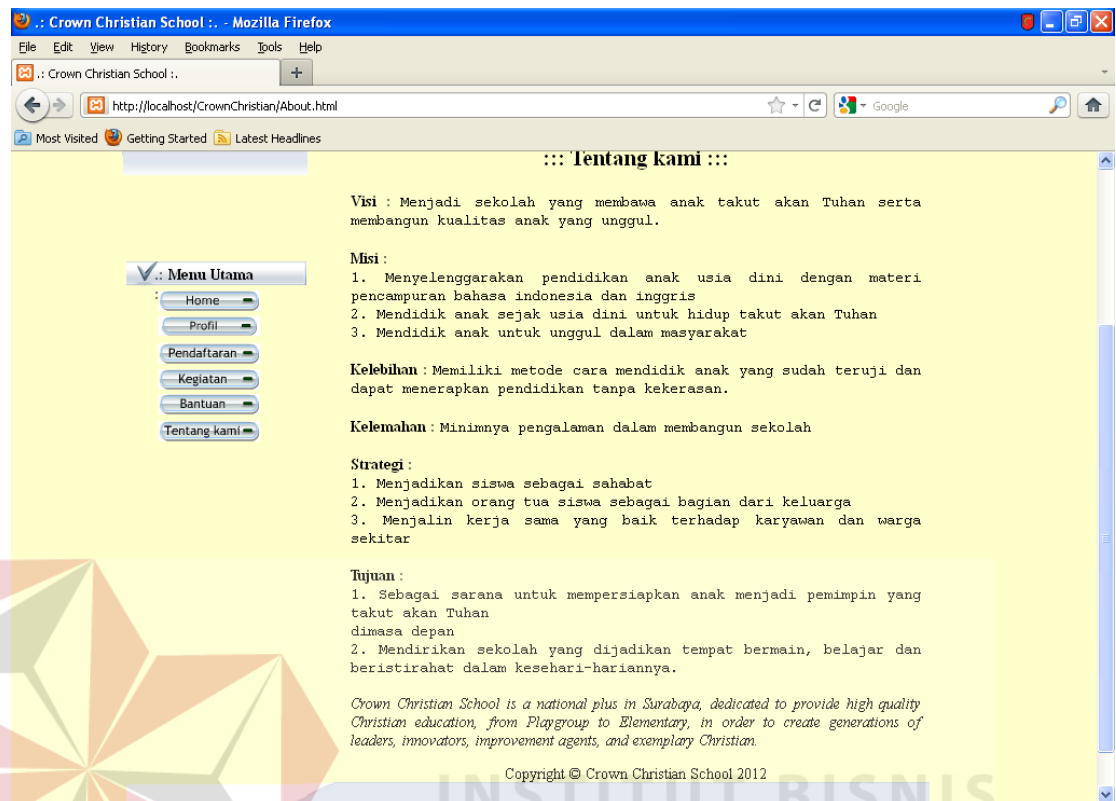 .: Crown Christian School :. - Mozilla Firefox
File Edit View History Bookmarks Tools Help
.: Crown Christian School :.
http://localhost/CrownChristian/About.html
Google
Most Visited Getting Started Latest Headlines
::: Tentang kami :::
Visi : Menjadi sekolah yang membawa anak takut akan Tuhan serta
membangun kualitas anak yang unggul.
Misi :
1. Menyelenggarakan pendidikan anak usia dini dengan materi
pencampuran bahasa indonesia dan inggris
2. Mendidik anak sejak usia dini untuk hidup takut akan Tuhan
3. Mendidik anak untuk unggul dalam masyarakat
Kelebihan : Memiliki metode cara mendidik anak yang sudah teruji dan
dapat menerapkan pendidikan tanpa kekerasan.
Kelemahan : Minimnya pengalaman dalam membangun sekolah
Strategi :
1. Menjadikan siswa sebagai sahabat
2. Menjadikan orang tua siswa sebagai bagian dari keluarga
3. Menjalin kerja sama yang baik terhadap karyawan dan warga
sekitar
Tujuan :
1. Sebagai sarana untuk mempersiapkan anak menjadi pemimpin yang
takut akan Tuhan
dimasa depan
2. Mendirikan sekolah yang dijadikan tempat bermain, belajar dan
beristirahat dalam kesehari-hariannya.
Crown Christian School is a national plus in Surabaya, dedicated to provide high quality
Christian education, from Playgroup to Elementary, in order to create generations of
leaders, innovators, improvement agents, and exemplary Christian.
Copyright © Crown Christian School 2012
.: Menu Utama
:
Home
Profil
Pendaftaran
Kegiatan
Bantuan
Tentang kami
INSTITUT BISNIS